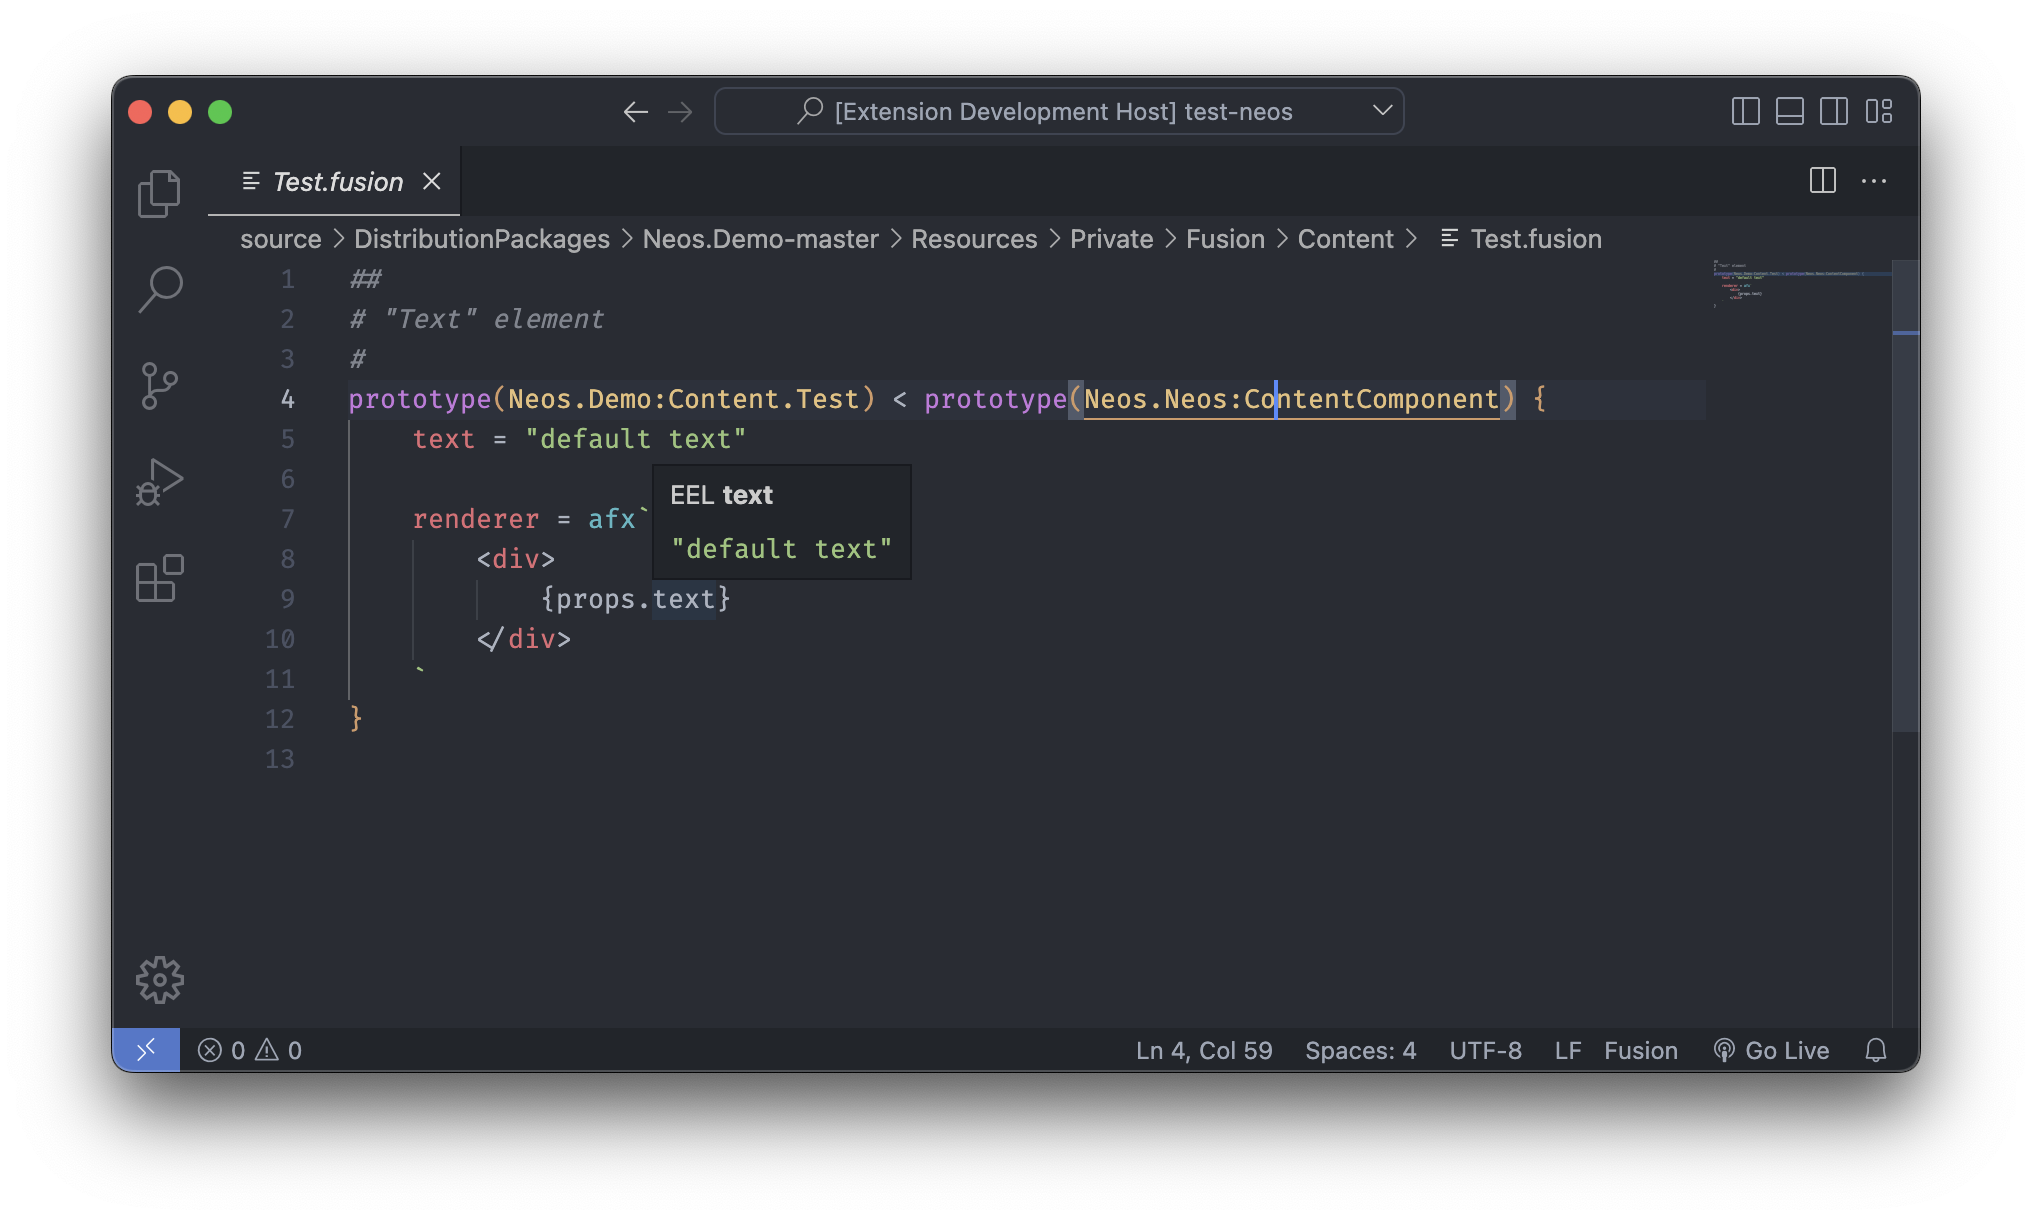 [Extension Development Host] test-neos
Test.fusion
source > DistributionPackages > Neos.Demo-master > Resources > Private > Fusion > Content > Test.fusion
1 ##
2 # "Text" element
3 #
4 prototype(Neos.Demo:Content.Test) < prototype(Neos.Neos:ContentComponent) {
5 text = "default text"
6
EEL text
7 renderer = afx`
"default text"
8 <div>
9 {props.text}
10 </div>
11 `
12 }
13
0 0 Ln 4, Col 59 Spaces: 4 UTF-8 LF Fusion Go Live